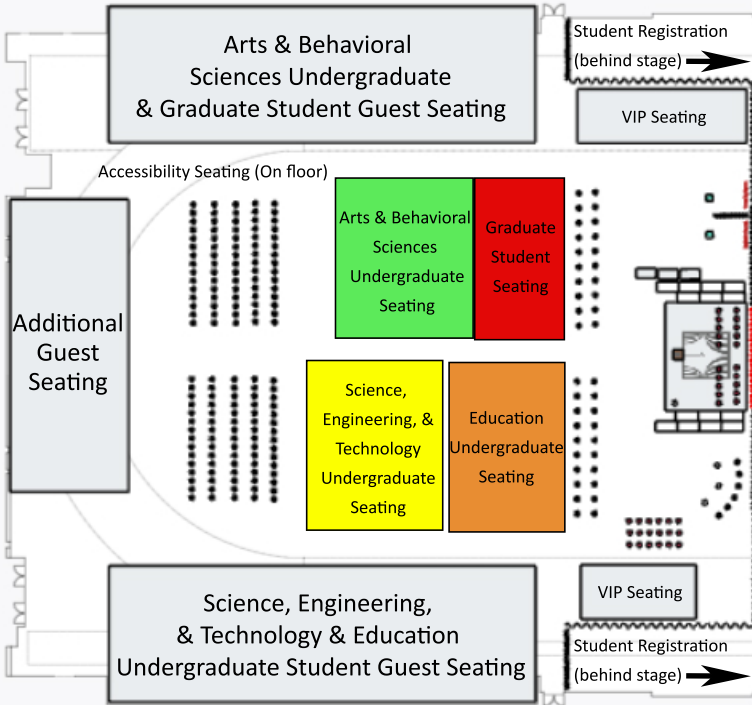 Arts & Behavioral
Sciences Undergraduate
& Graduate Student Guest Seating
Student Registration
(behind stage)
VIP Seating
Accessibility Seating (On floor)
Arts & Behavioral
Sciences
Undergraduate
Seating
Graduate
Student
Seating
Additional
Guest
Seating
Science,
Engineering, &
Technology
Undergraduate
Seating
Education
Undergraduate
Seating
Science, Engineering,
& Technology & Education
Undergraduate Student Guest Seating
VIP Seating
Student Registration
(behind stage)